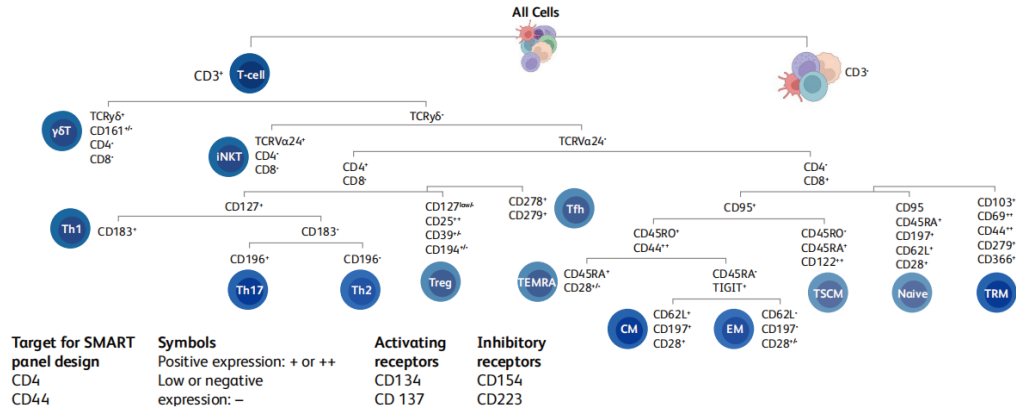 All Cells
CD3⁺
T-cell
CD3⁻
γδT
TCRyδ⁺
CD161⁺/⁻
CD4⁻
CD8⁻
TCRyδ⁻
iNKT
TCRVα24⁺
CD4⁻
CD8⁻
TCRVα24⁻
CD4⁺
CD8⁻
CD4⁻
CD8⁺
Th1
CD183⁺
CD127⁺
CD183⁻
CD196⁺
Th17
CD196⁻
Th2
CD127ˡᵒʷ/⁻
CD25⁺⁺
CD39⁺/⁻
CD194⁺/⁻
Treg
CD278⁺
CD279⁺
Tfh
CD95⁺
CD45RO⁺
CD44⁺⁺
TEMRA
CD45RA⁺
CD28⁺/⁻
CD45RA⁻
TIGIT⁺
CM
CD62L⁺
CD197⁺
CD28⁺
EM
CD62L⁻
CD197⁻
CD28⁺/⁻
CD45RO⁻
CD45RA⁺
CD122⁺⁺
TSCM
CD95
CD45RA⁺
CD197⁺
CD62L⁺
CD28⁺
Naive
CD103⁺
CD69⁺⁺
CD44⁺⁺
CD279⁺
CD366⁺
TRM
Target for SMART
panel design
CD4
CD44
Symbols
Positive expression: + or ++
Low or negative
expression: –
Activating
receptors
CD134
CD 137
Inhibitory
receptors
CD154
CD223